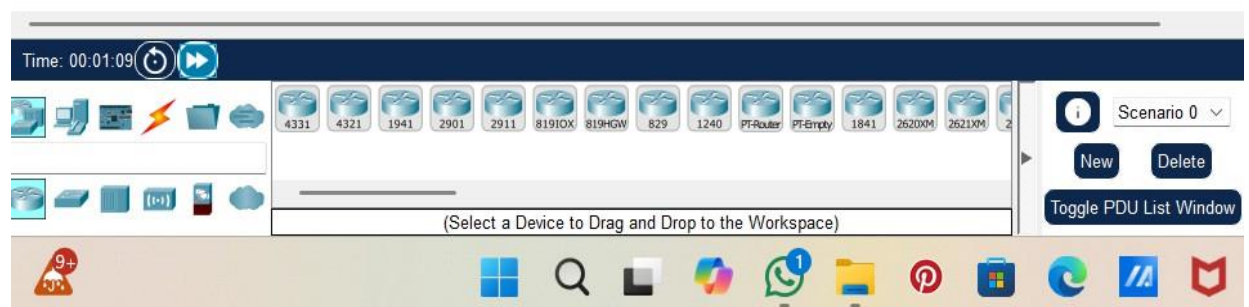 Time: 00:01:09
4331 4321 1941 2901 2911 819IOX 819HGW 829 1240 PT-Router PT-Empty 1841 2620XM 2621XM 2
Scenario 0
New Delete
Toggle PDU List Window
(Select a Device to Drag and Drop to the Workspace)
9+
1